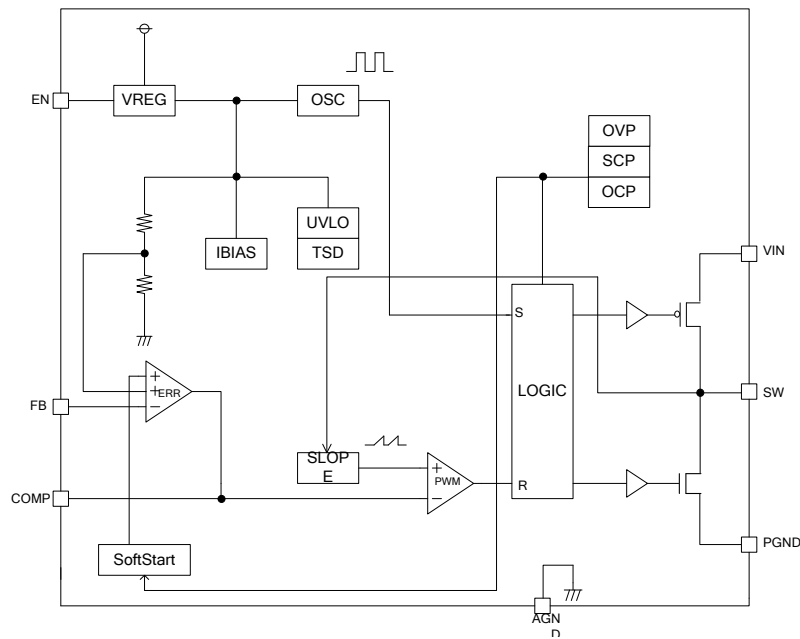 EN
VREG
OSC
OVP
SCP
OCP
UVLO
TSD
IBIAS
VIN
S
LOGIC
+
+
ERR
−
FB
SW
SLOP
E
+
PWM
−
R
COMP
SoftStart
PGND
AGN
D